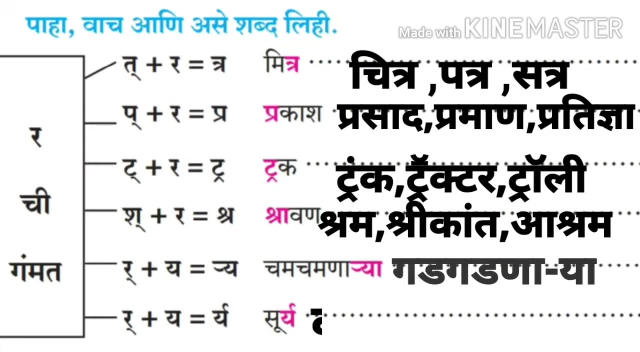 पाहा, वाच आणि असे शब्द लिही.
Made with KINEMASTER
र
ची
गंमत
त् + र = त्र मित्र चित्र ,पत्र ,सत्र
प् + र = प्र प्रकाश प्रसाद,प्रमाण,प्रतिज्ञा
ट् + र = ट्र ट्रक ट्रंक,ट्रॅक्टर,ट्रॉली
श् + र = श्र श्रावण श्रम,श्रीकांत,आश्रम
र् + य = ऱ्य चमचमणाऱ्या गडगडणा-या
र् + य = र्य सूर्य